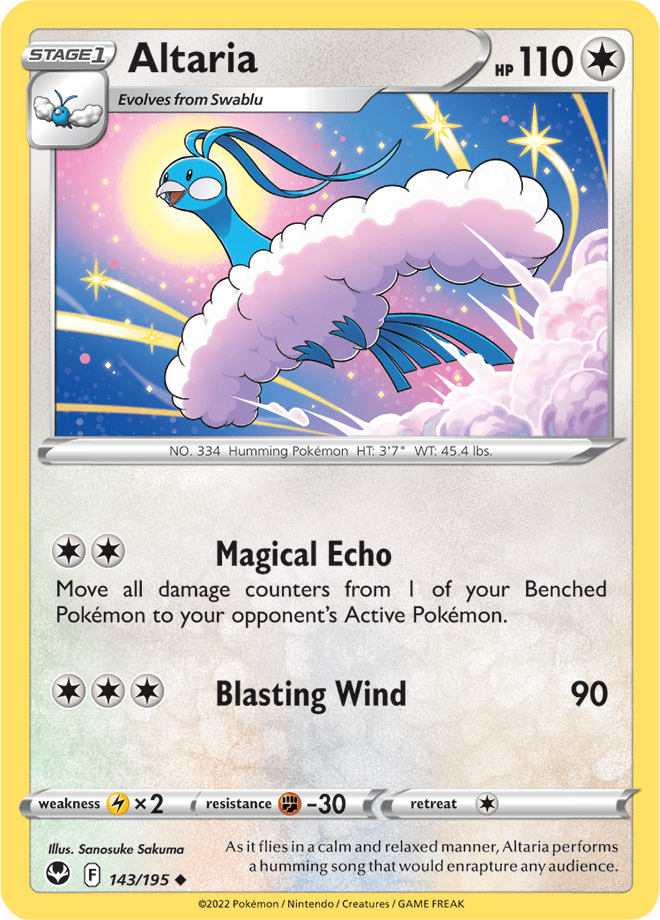 STAGE 1
Altaria
HP 110
Evolves from Swablu
NO. 334 Humming Pokémon HT: 3'7" WT: 45.4 lbs.
Magical Echo
Move all damage counters from 1 of your Benched
Pokémon to your opponent's Active Pokémon.
Blasting Wind 90
weakness ×2 resistance -30 retreat
Illus. Sanosuke Sakuma
F 143/195
As it flies in a calm and relaxed manner, Altaria performs
a humming song that would enrapture any audience.
©2022 Pokémon / Nintendo / Creatures / GAME FREAK